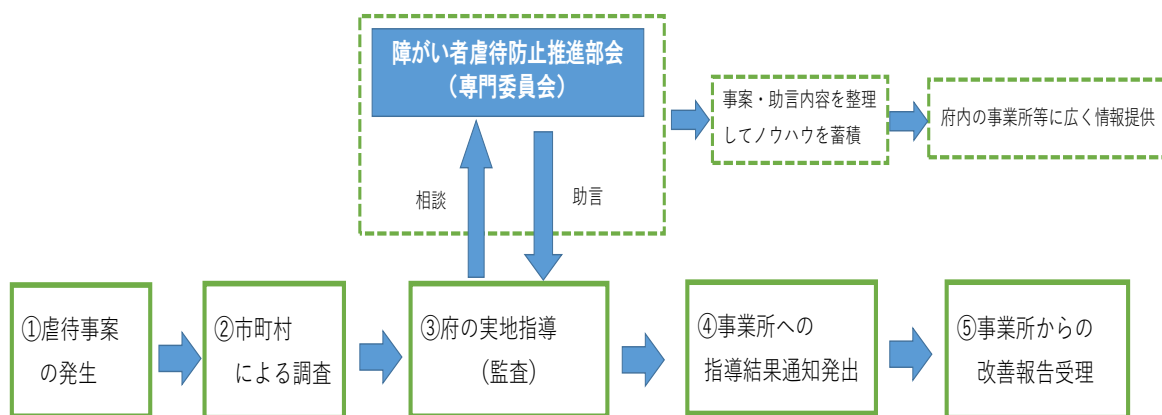 障がい者虐待防止推進部会
（専門委員会）
事案・助言内容を整理
してノウハウを蓄積
府内の事業所等に広く情報提供
相談
助言
①虐待事案
の発生
②市町村
による調査
③府の実地指導
（監査）
④事業所への
指導結果通知発出
⑤事業所からの
改善報告受理